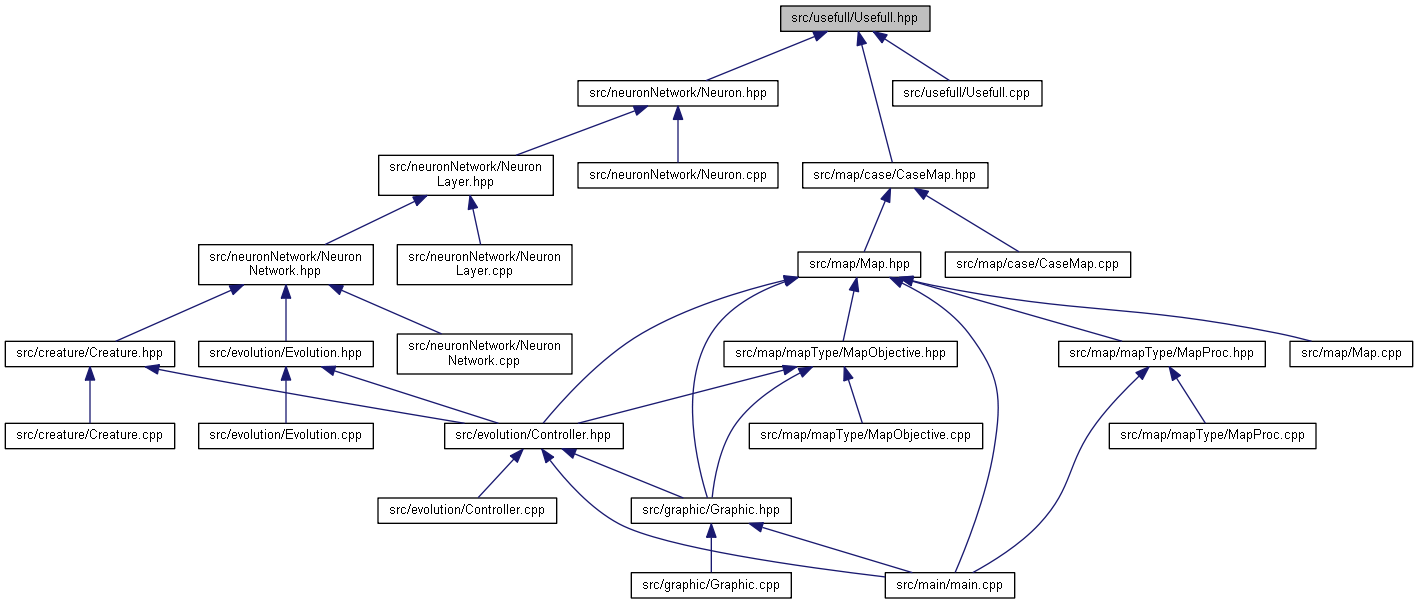 src/usefull/Usefull.hpp
src/neuronNetwork/Neuron.hpp
src/usefull/Usefull.cpp
src/neuronNetwork/Neuron
Layer.hpp
src/neuronNetwork/Neuron.cpp
src/map/case/CaseMap.hpp
src/neuronNetwork/Neuron
Network.hpp
src/neuronNetwork/Neuron
Layer.cpp
src/map/Map.hpp
src/map/case/CaseMap.cpp
src/creature/Creature.hpp
src/evolution/Evolution.hpp
src/neuronNetwork/Neuron
Network.cpp
src/map/mapType/MapObjective.hpp
src/map/mapType/MapProc.hpp
src/map/Map.cpp
src/creature/Creature.cpp
src/evolution/Evolution.cpp
src/evolution/Controller.hpp
src/map/mapType/MapObjective.cpp
src/map/mapType/MapProc.cpp
src/evolution/Controller.cpp
src/graphic/Graphic.hpp
src/graphic/Graphic.cpp
src/main/main.cpp